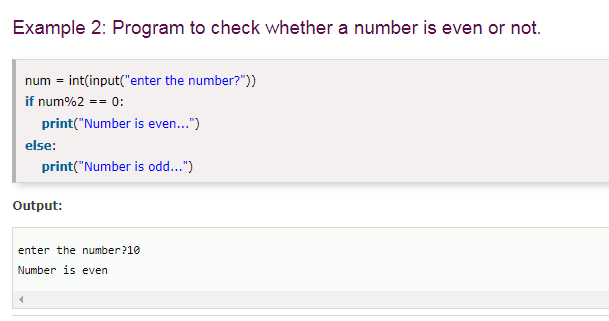 Example 2: Program to check whether a number is even or not.
num = int(input("enter the number?"))
if num%2 == 0:
print("Number is even...")
else:
print("Number is odd...")
Output:
enter the number?10
Number is even